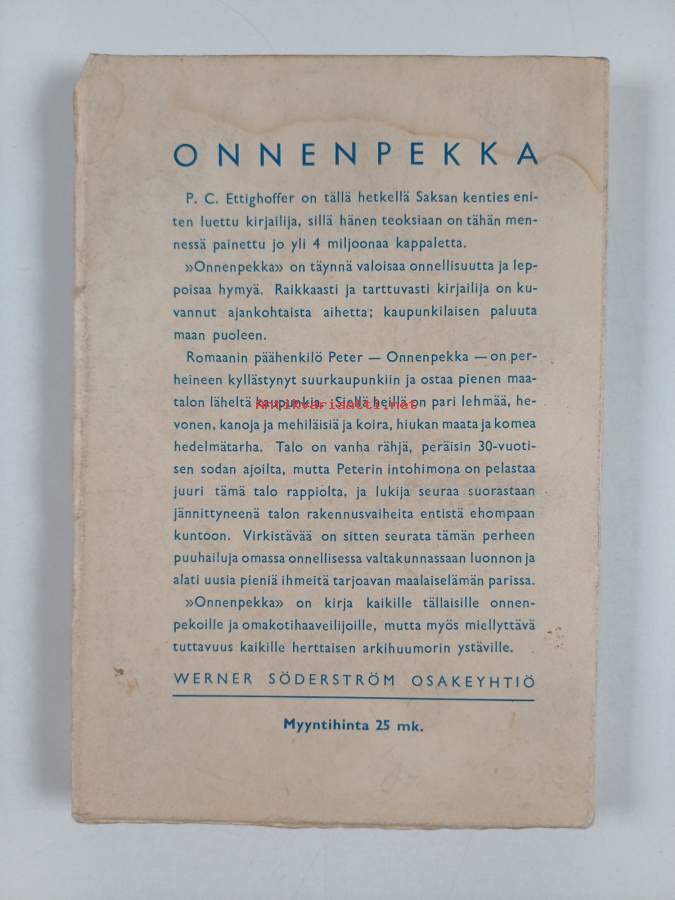 ONNENPEKKA
P. C. Ettighoffer on tällä hetkellä Saksan kenties eni-
ten luettu kirjailija, sillä hänen teoksiaan on tähän men-
nessä painettu jo yli 4 miljoonaa kappaletta.
»Onnenpekka» on täynnä valoisaa onnellisuutta ja lep-
poisaa hymyä. Raikkaasti ja tarttuvasti kirjailija on ku-
vannut ajankohtaista aihetta; kaupunkilaisen paluuta
maan puoleen.
Romaanin päähenkilö Peter — Onnenpekka — on per-
heineen kyllästynyt suurkaupunkiin ja ostaa pienen maa-
talon läheltä kaupunkia. Siellä heillä on pari lehmää, he-
Antikvariaatti.net
vonen, kanoja ja mehiläisiä ja koira, hiukan maata ja komea
hedelmätarha. Talo on vanha rähjä, peräisin 30-vuoti-
sen sodan ajoilta, mutta Peterin intohimona on pelastaa
juuri tämä talo rappiolta, ja lukija seuraa suorastaan
jännittyneenä talon rakennusvaiheita entistä ehompaan
kuntoon. Virkistävää on sitten seurata tämän perheen
puuhailuja omassa onnellisessa valtakunnassaan luonnon ja
alati uusia pieniä ihmeitä tarjoavan maalaiselämän parissa.
»Onnenpekka» on kirja kaikille tällaisille onnen-
pekoille ja omakotihaaveilijoille, mutta myös miellyttävä
tuttavuus kaikille herttaisen arkihuumorin ystäville.
WERNER SÖDERSTRÖM OSAKEYHTIÖ
Myyntihinta 25 mk.